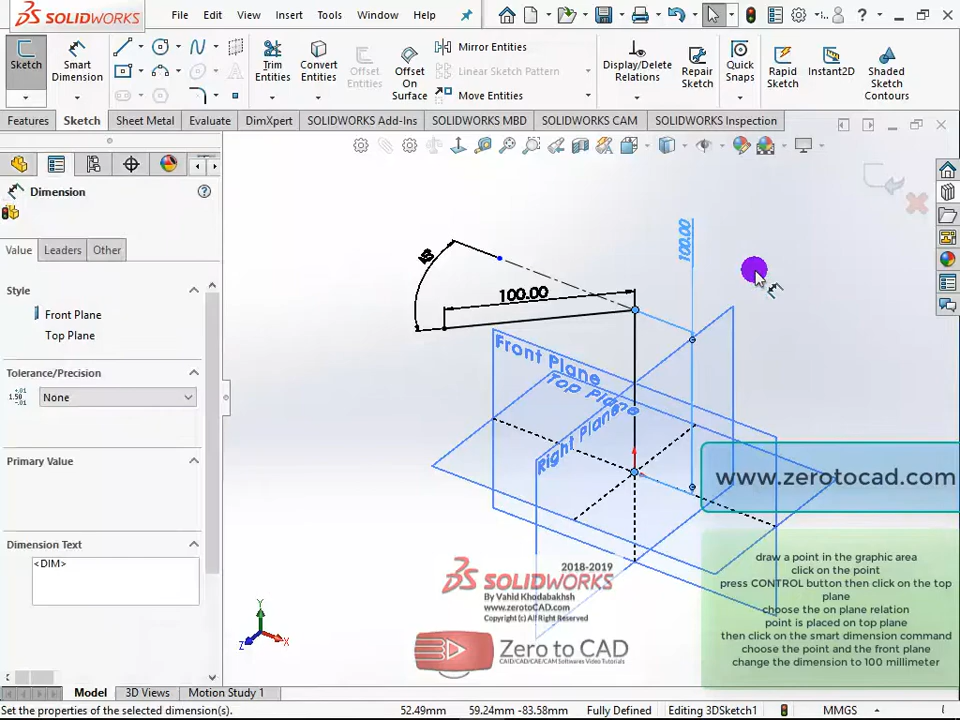 SOLIDWORKS
File Edit View Insert Tools Window Help
Sketch
Smart Dimension
Trim Entities
Convert Entities
Offset Entities
Offset On Surface
Mirror Entities
Linear Sketch Pattern
Move Entities
Display/Delete Relations
Repair Sketch
Quick Snaps
Rapid Sketch
Instant2D
Shaded Sketch Contours
Features Sketch Sheet Metal Evaluate DimXpert SOLIDWORKS Add-Ins SOLIDWORKS MBD SOLIDWORKS CAM SOLIDWORKS Inspection
Dimension
Value Leaders Other
Style
Front Plane
Top Plane
Tolerance/Precision
None
Primary Value
Dimension Text
<DIM>
100.00
100.00
Front Plane
Top Plane
Right Plane
www.zerotocad.com
draw a point in the graphic area
click on the point
press CONTROL button then click on the top
plane
choose the on plane relation
point is placed on top plane
then click on the smart dimension command
choose the point and the front plane
change the dimension to 100 millimeter
SOLIDWORKS
2018-2019
By Vahid Khodabakhsh
www.zerotoCAD.com
Copyright (c) All Right Reserved
Zero to CAD
CAID/CAD/CAE/CAM Softwares Video Tutorials
Y
Z
X
Model 3D Views Motion Study 1
Set the properties of the selected dimension(s).
52.49mm 59.24mm -83.58mm Fully Defined Editing 3DSketch1 MMGS